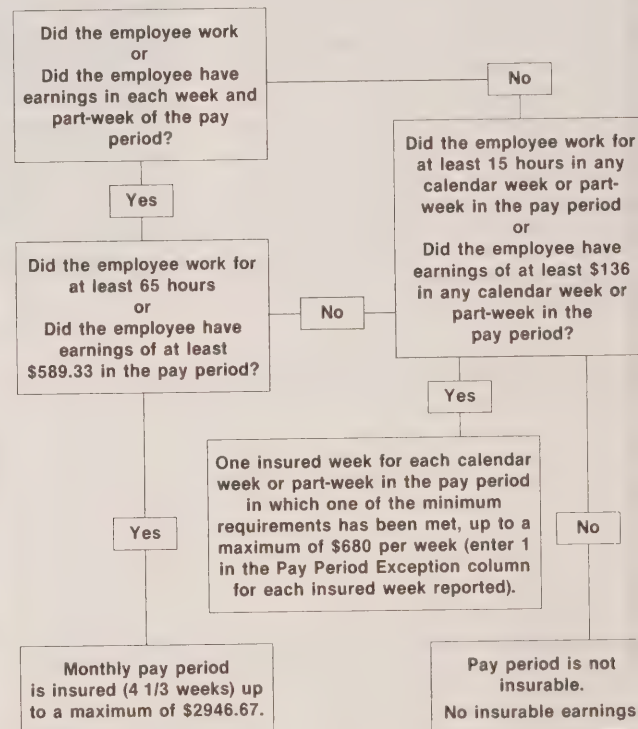 Did the employee work
or
Did the employee have
earnings in each week and
part-week of the pay
period?
No
Did the employee work for
at least 15 hours in any
calendar week or part-
week in the pay period
or
Did the employee have
earnings of at least $136
in any calendar week or
part-week in the
pay period?
Yes
Did the employee work for
at least 65 hours
or
Did the employee have
earnings of at least
$589.33 in the pay period?
No
Yes
One insured week for each calendar
week or part-week in the pay period
in which one of the minimum
requirements has been met, up to a
maximum of $680 per week (enter 1
in the Pay Period Exception column
for each insured week reported).
Yes
No
Monthly pay period
is insured (4 1/3 weeks) up
to a maximum of $2946.67.
Pay period is not
insurable.
No insurable earnings